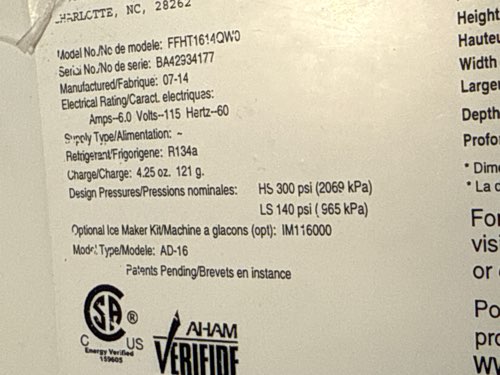 CHARLOTTE, NC, 28262
Model No./No de modele: FFHT1614QW0
Serial No./No de serie: BA42934177
Manufactured/Fabrique: 07-14
Electrical Rating/Caract. electriques:
Amps-6.0 Volts-115 Hertz-60
Supply Type/Alimentation: ~
Refrigerant/Frigorigene: R134a
Charge/Charge: 4.25 oz. 121 g.
Design Pressures/Pressions nominales: HS 300 psi (2069 kPa)
LS 140 psi ( 965 kPa)
Optional Ice Maker Kit/Machine a glacons (opt): IM116000
Model Type/Modele: AD-16
Patents Pending/Brevets en instance
SA ®
C US
Energy Verified
159605
AHAM
VERIFIDE
Height
Hauteu
Width
Large
Depth
Profo
* Dime
* La c
For
visi
or
Po
pro
ww